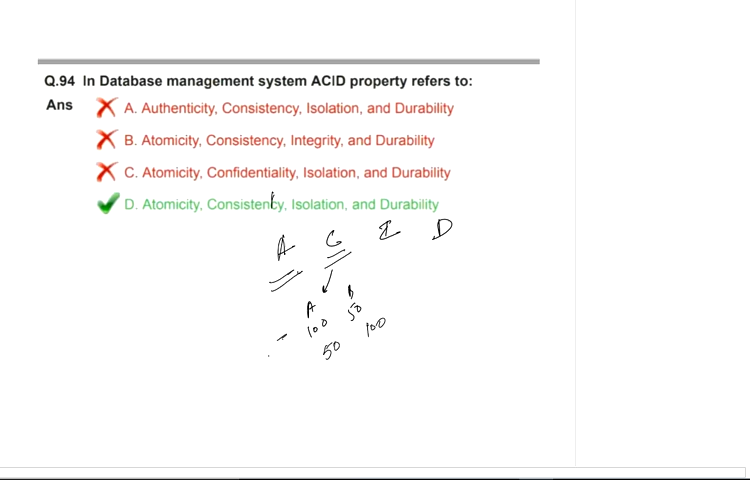 Q.94 In Database management system ACID property refers to:
Ans A. Authenticity, Consistency, Isolation, and Durability
B. Atomicity, Consistency, Integrity, and Durability
C. Atomicity, Confidentiality, Isolation, and Durability
D. Atomicity, Consistency, Isolation, and Durability
A C I D
A B
100 50
50 100